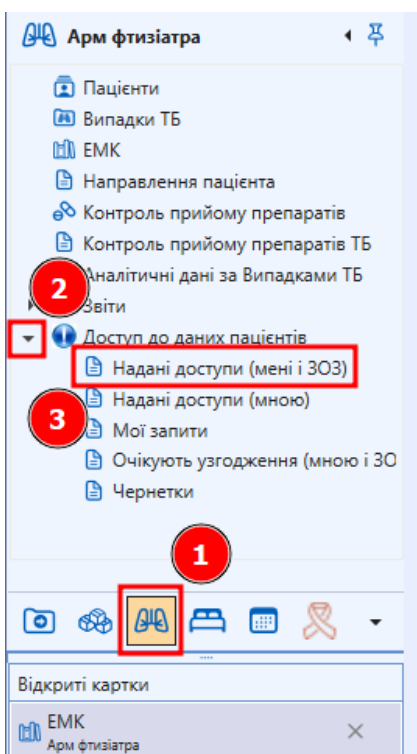 Арм фтизіатра
Пацієнти
Випадки ТБ
ЕМК
Направлення пацієнта
Контроль прийому препаратів
Контроль прийому препаратів ТБ
Аналітичні дані за Випадками ТБ
2
Звіти
Доступ до даних пацієнтів
Надані доступи (мені і ЗОЗ)
Надані доступи (мною)
3
Мої запити
Очікують узгодження (мною і ЗО
Чернетки
1
Відкриті картки
ЕМК
Арм фтизіатра